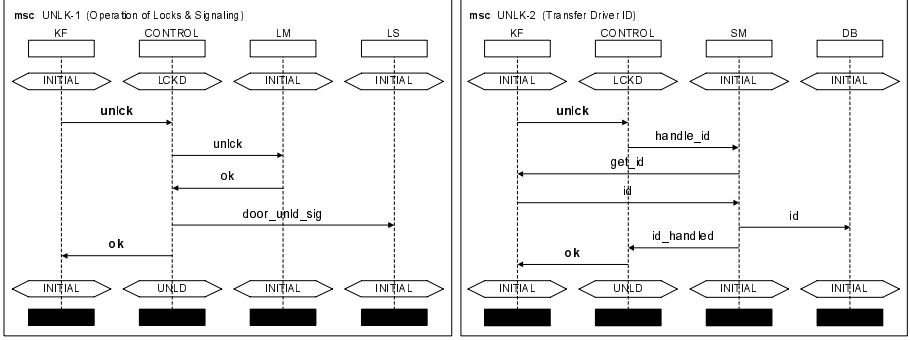 msc UNLK-1 (Operation of Locks & Signaling)
KF CONTROL LM LS
INITIAL LCKD INITIAL INITIAL
unlck
unlck
ok
door_unld_sig
ok
INITIAL UNLD INITIAL INITIAL
msc UNLK-2 (Transfer Driver ID)
KF CONTROL SM DB
INITIAL LCKD INITIAL INITIAL
unlck
handle_id
get_id
id
id
id_handled
ok
INITIAL UNLD INITIAL INITIAL